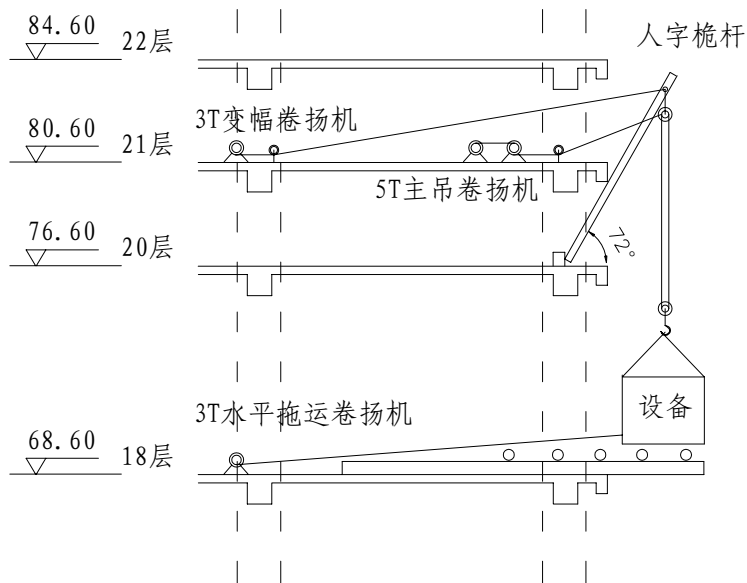 84.60
22层
人字桅杆
3T变幅卷扬机
80.60
21层
5T主吊卷扬机
76.60
20层
72°
3T水平拖运卷扬机
设备
68.60
18层